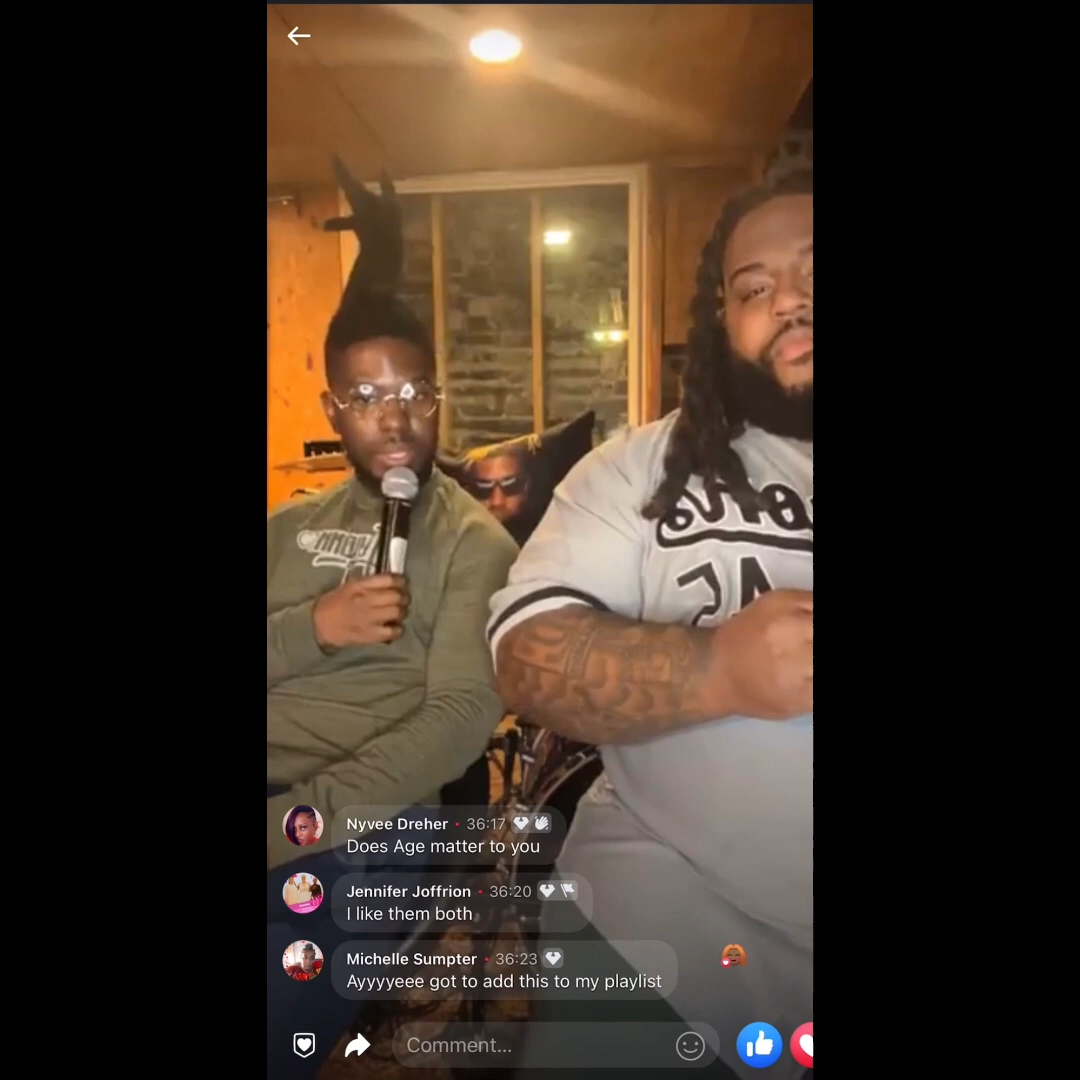 Nyvee Dreher • 36:17
Does Age matter to you
Jennifer Joffrion • 36:20
I like them both
Michelle Sumpter • 36:23
Ayyyyeee got to add this to my playlist
Comment...